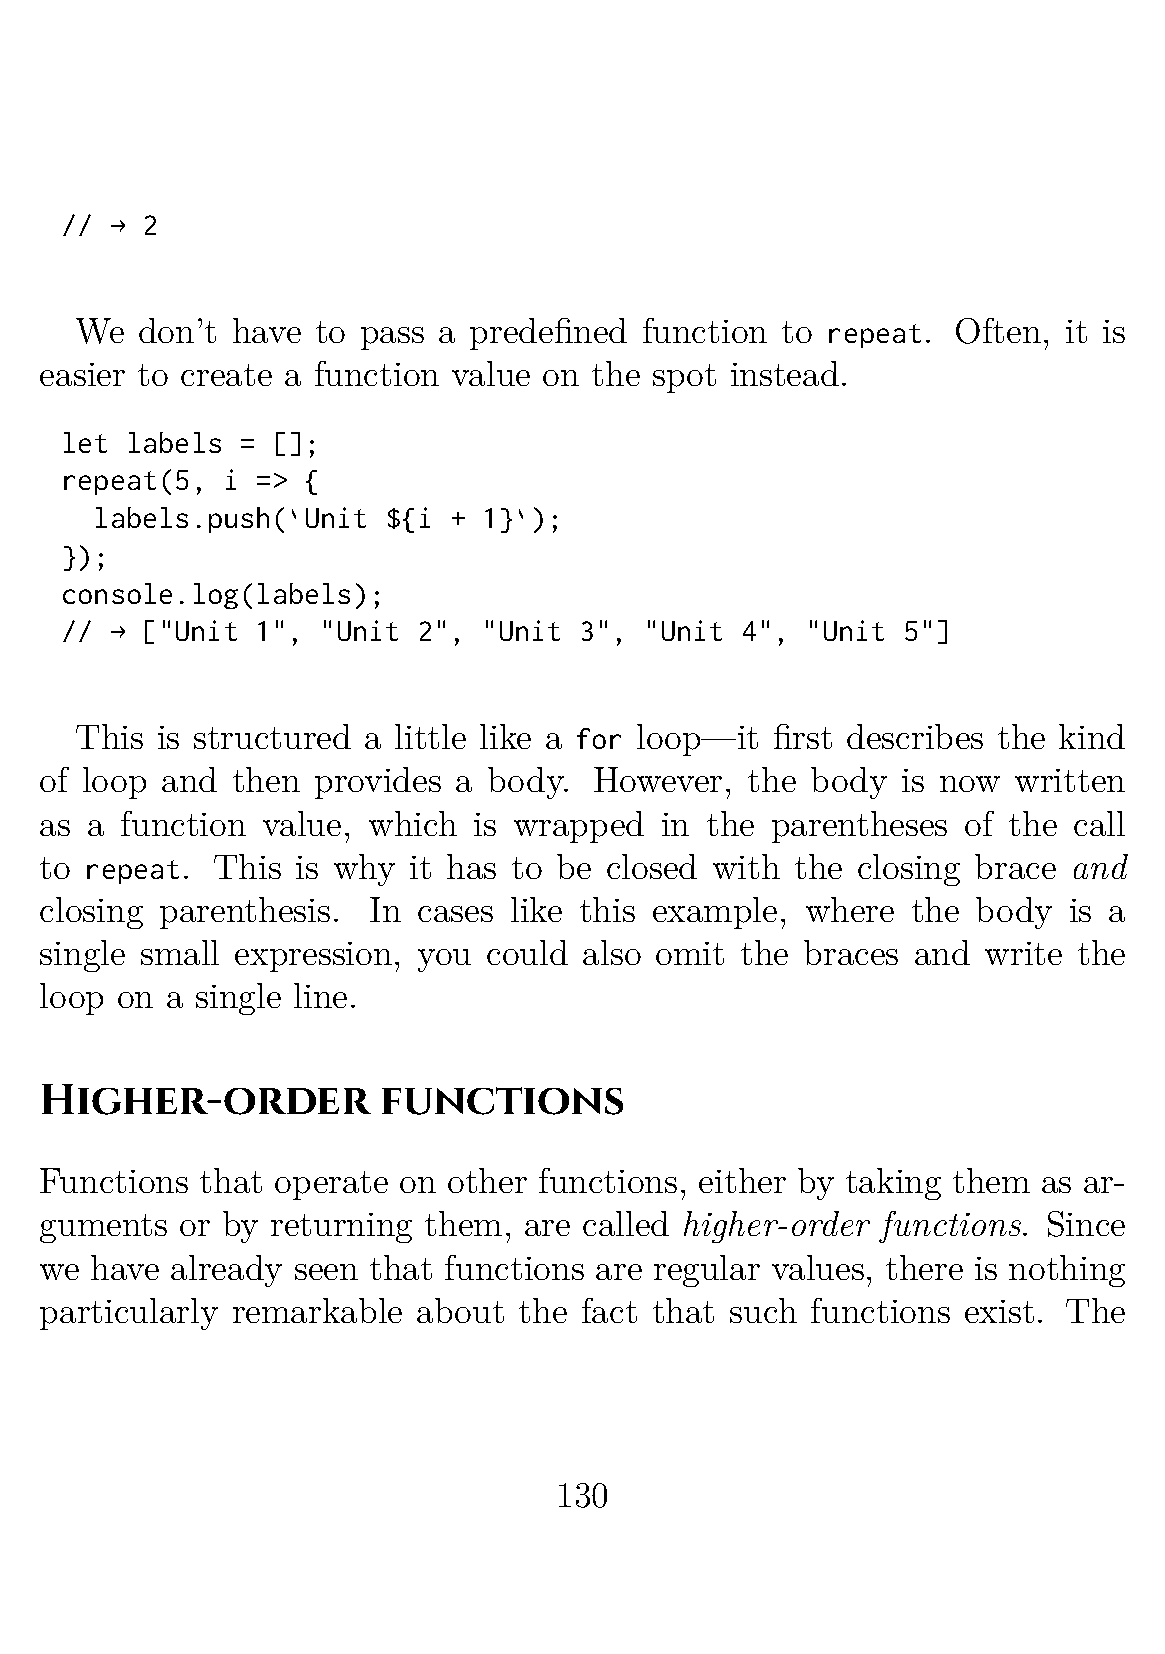 // → 2
We don't have to pass a predefined function to repeat. Often, it is
easier to create a function value on the spot instead.
let labels = [];
repeat(5, i => {
  labels.push(`Unit ${i + 1}`);
});
console.log(labels);
// → ["Unit 1", "Unit 2", "Unit 3", "Unit 4", "Unit 5"]
This is structured a little like a for loop—it first describes the kind
of loop and then provides a body. However, the body is now written
as a function value, which is wrapped in the parentheses of the call
to repeat. This is why it has to be closed with the closing brace and
closing parenthesis. In cases like this example, where the body is a
single small expression, you could also omit the braces and write the
loop on a single line.
Higher-order functions
Functions that operate on other functions, either by taking them as ar-
guments or by returning them, are called higher-order functions. Since
we have already seen that functions are regular values, there is nothing
particularly remarkable about the fact that such functions exist. The
130